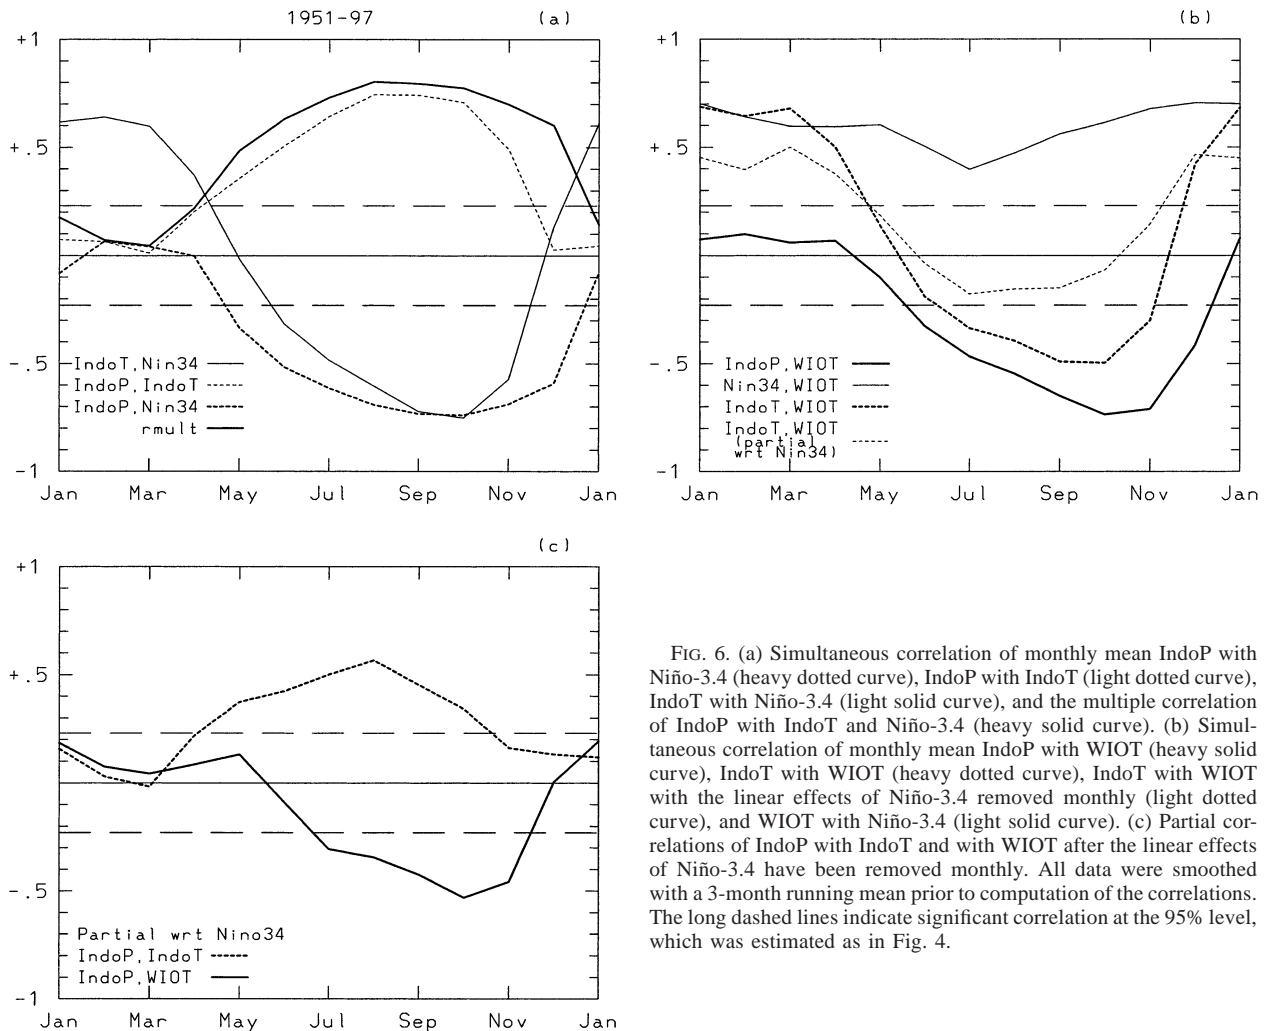 1951-97
(a)
+1
+.5
-.5
-1
IndoT,Nin34
IndoP,IndoT
IndoP,Nin34
rmult
Jan Mar May Jul Sep Nov Jan
(b)
+1
+.5
-.5
-1
IndoP,WIOT
Nin34,WIOT
IndoT,WIOT
IndoT,WIOT
(partial
wrt Nin34)
Jan Mar May Jul Sep Nov Jan
(c)
+1
+.5
-.5
-1
Partial wrt Nino34
IndoP,IndoT
IndoP,WIOT
Jan Mar May Jul Sep Nov Jan
FIG. 6. (a) Simultaneous correlation of monthly mean IndoP with
Niño-3.4 (heavy dotted curve), IndoP with IndoT (light dotted curve),
IndoT with Niño-3.4 (light solid curve), and the multiple correlation
of IndoP with IndoT and Niño-3.4 (heavy solid curve). (b) Simul-
taneous correlation of monthly mean IndoP with WIOT (heavy solid
curve), IndoT with WIOT (heavy dotted curve), IndoT with WIOT
with the linear effects of Niño-3.4 removed monthly (light dotted
curve), and WIOT with Niño-3.4 (light solid curve). (c) Partial cor-
relations of IndoP with IndoT and with WIOT after the linear effects
of Niño-3.4 have been removed monthly. All data were smoothed
with a 3-month running mean prior to computation of the correlations.
The long dashed lines indicate significant correlation at the 95% level,
which was estimated as in Fig. 4.